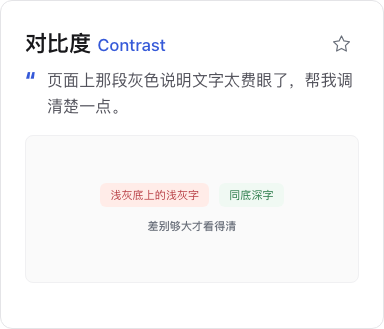 对比度 Contrast
“ 页面上那段灰色说明文字太费眼了，帮我调
清楚一点。
浅灰底上的浅灰字 同底深字
差别够大才看得清